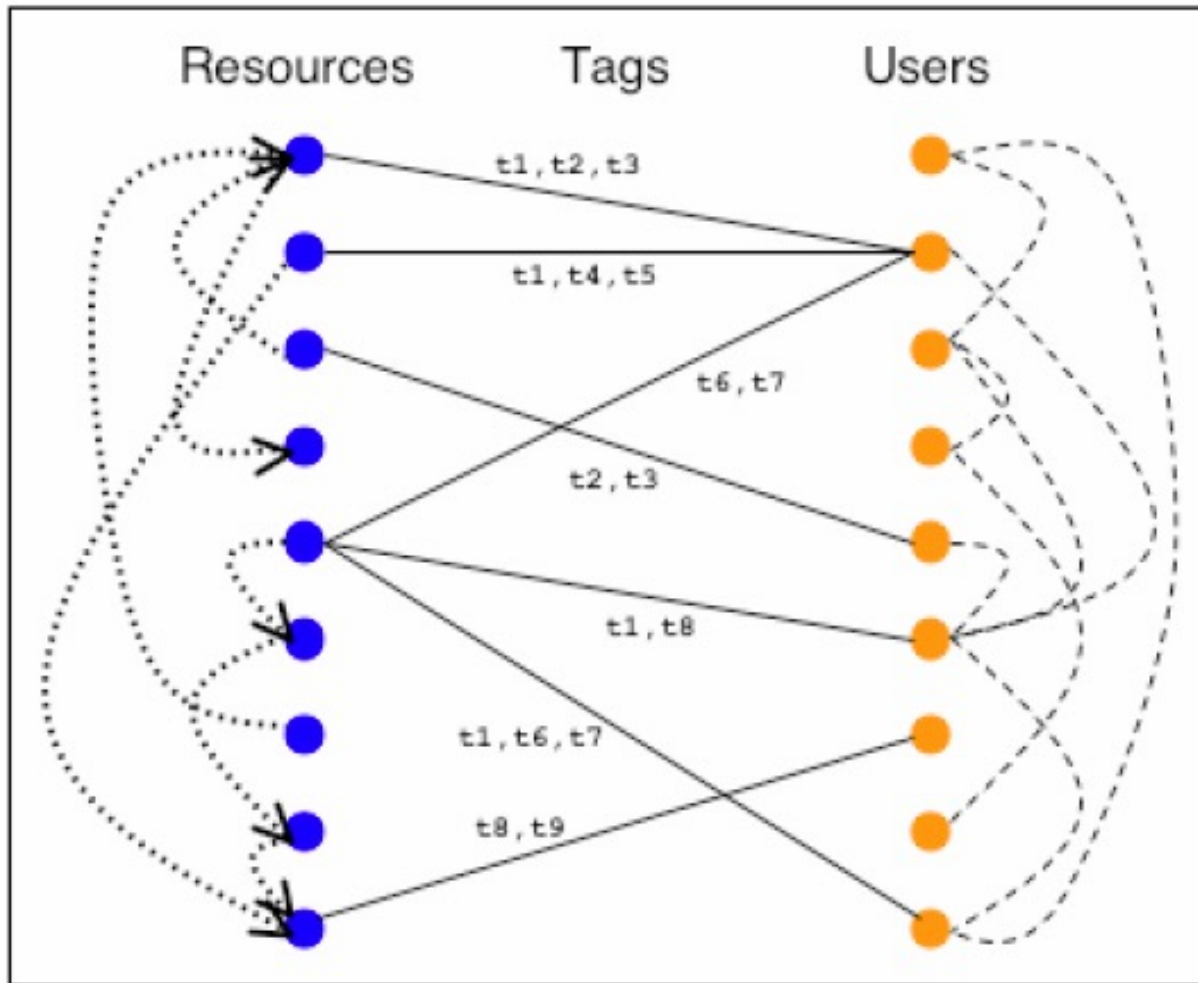 Resources Tags Users
t1,t2,t3
t1,t4,t5
t6,t7
t2,t3
t1,t8
t1,t6,t7
t8,t9